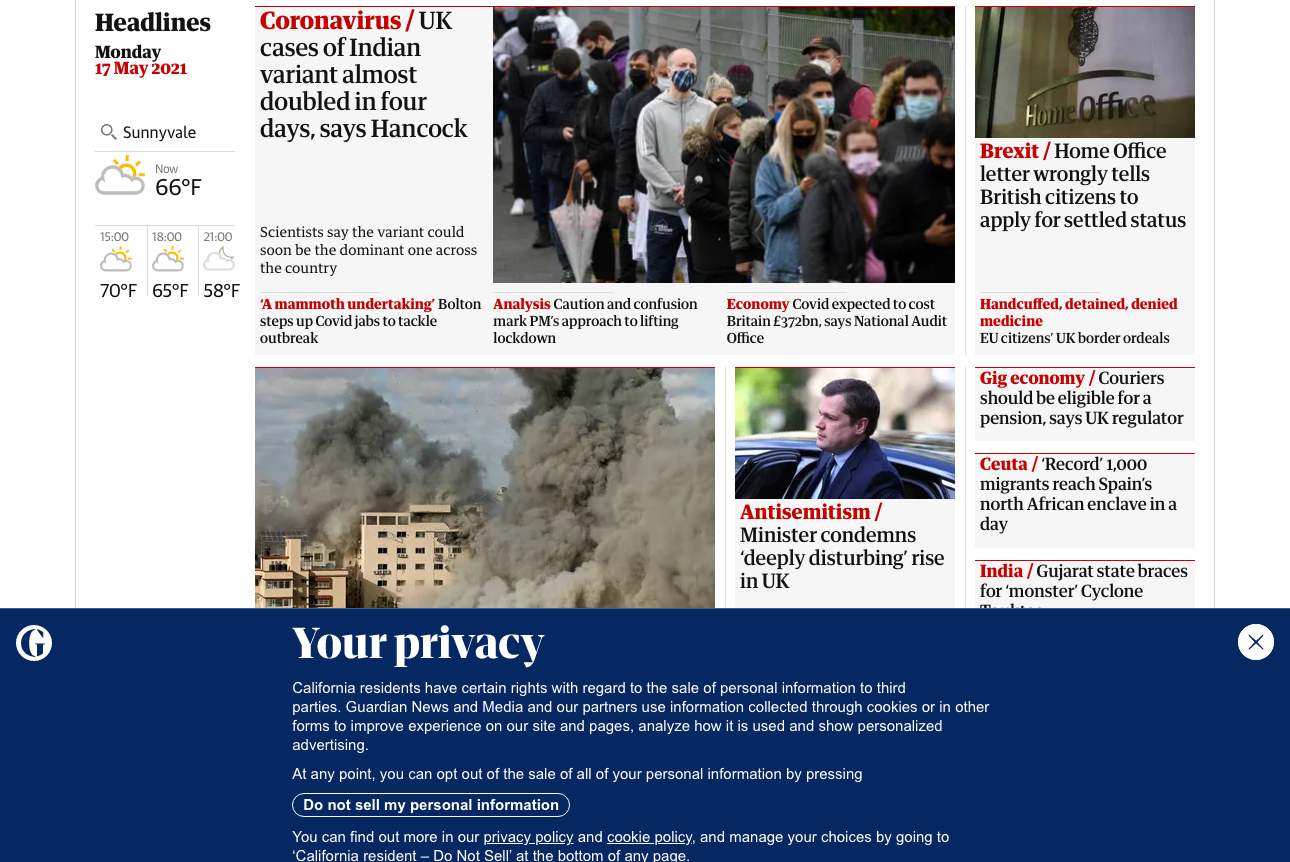 Headlines
Monday
17 May 2021
Sunnyvale
Now
66°F
15:00
18:00
21:00
70°F
65°F
58°F
Coronavirus / UK
cases of Indian
variant almost
doubled in four
days, says Hancock
Scientists say the variant could
soon be the dominant one across
the country
‘A mammoth undertaking’ Bolton
steps up Covid jabs to tackle
outbreak
Analysis Caution and confusion
mark PM’s approach to lifting
lockdown
Economy Covid expected to cost
Britain £372bn, says National Audit
Office
Home Office
Brexit / Home Office
letter wrongly tells
British citizens to
apply for settled status
Handcuffed, detained, denied
medicine
EU citizens’ UK border ordeals
Antisemitism /
Minister condemns
‘deeply disturbing’ rise
in UK
Gig economy / Couriers
should be eligible for a
pension, says UK regulator
Ceuta / ‘Record’ 1,000
migrants reach Spain’s
north African enclave in a
day
India / Gujarat state braces
for ‘monster’ Cyclone
Your privacy
California residents have certain rights with regard to the sale of personal information to third
parties. Guardian News and Media and our partners use information collected through cookies or in other
forms to improve experience on our site and pages, analyze how it is used and show personalized
advertising.
At any point, you can opt out of the sale of all of your personal information by pressing
Do not sell my personal information
You can find out more in our privacy policy and cookie policy, and manage your choices by going to
‘California resident – Do Not Sell’ at the bottom of any page.